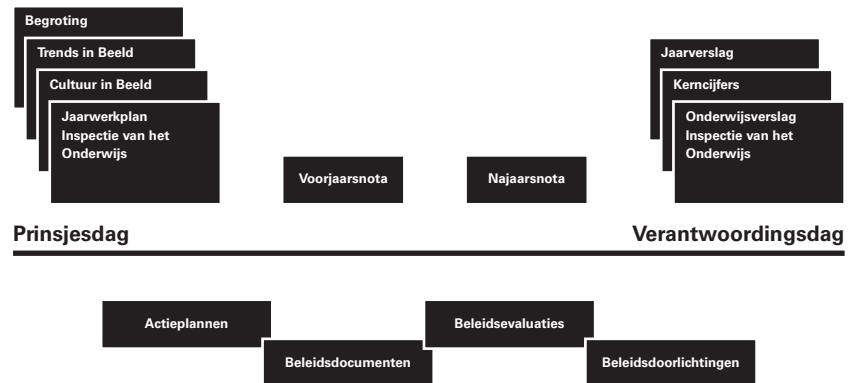 Begroting
Trends in Beeld
Cultuur in Beeld
Jaarwerkplan
Inspectie van het
Onderwijs
Voorjaarsnota
Najaarsnota
Jaarverslag
Kerncijfers
Onderwijsverslag
Inspectie van het
Onderwijs
Prinsjesdag
Verantwoordingsdag
Actieplannen
Beleidsdocumenten
Beleidsevaluaties
Beleidsdoorlichtingen